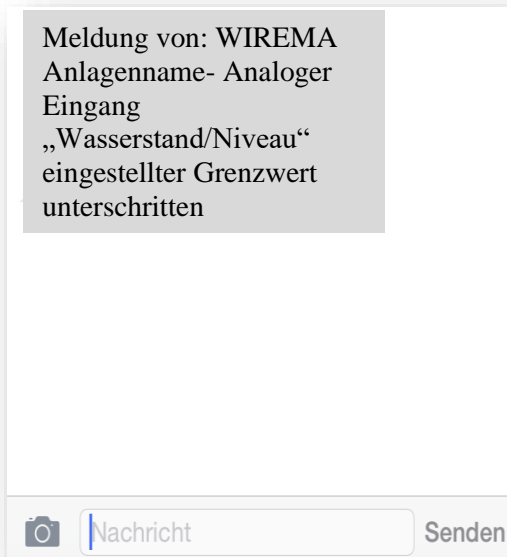 Meldung von: WIREMA
Anlagenname- Analoger
Eingang
„Wasserstand/Niveau“
eingestellter Grenzwert
unterschritten
Nachricht Senden